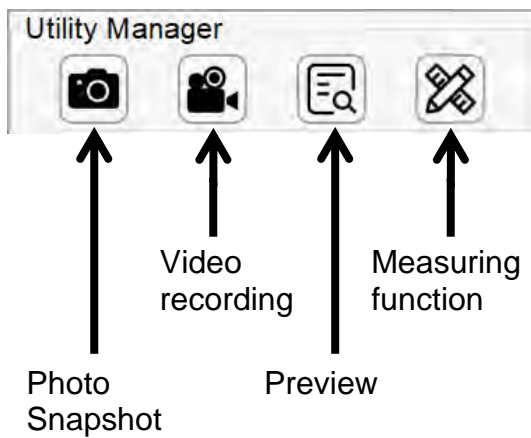 Utility Manager
Video
recording
Measuring
function
Photo
Snapshot
Preview